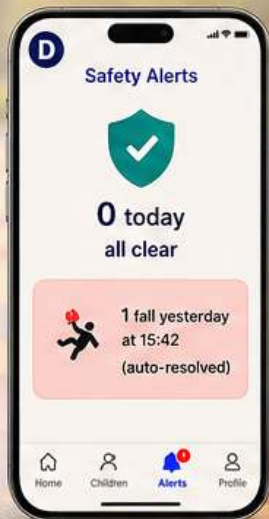 D
Safety Alerts
0 today
all clear
1 fall yesterday
at 15:42
(auto-resolved)
Home Children Alerts Profile